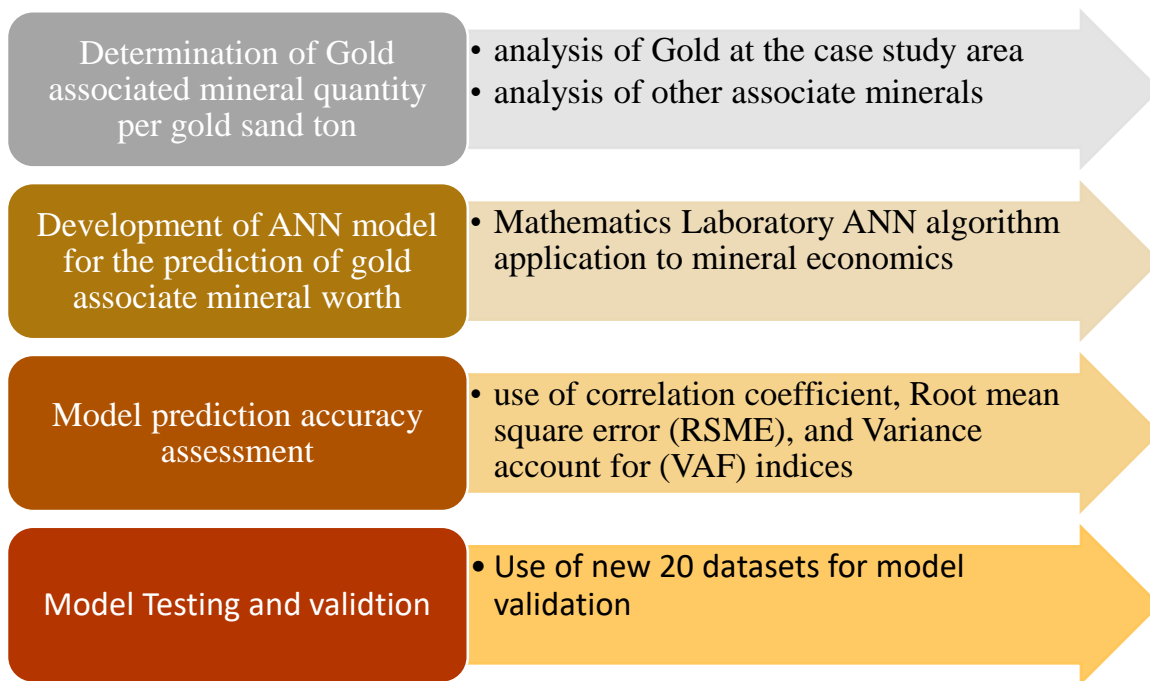 Determination of Gold
associated mineral quantity
per gold sand ton
• analysis of Gold at the case study area
• analysis of other associate minerals
Development of ANN model
for the prediction of gold
associate mineral worth
• Mathematics Laboratory ANN algorithm
application to mineral economics
Model prediction accuracy
assessment
• use of correlation coefficient, Root mean
square error (RSME), and Variance
account for (VAF) indices
Model Testing and validtion
• Use of new 20 datasets for model
validation